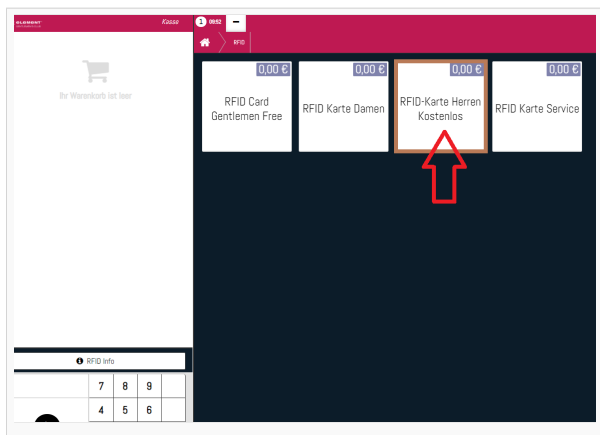 element
Kasse
1 09:52
RFID
Ihr Warenkorb ist leer
0,00 €
RFID Card
Gentlemen Free
0,00 €
RFID Karte Damen
0,00 €
RFID-Karte Herren
Kostenlos
0,00 €
RFID Karte Service
RFID Info
7 8 9
4 5 6